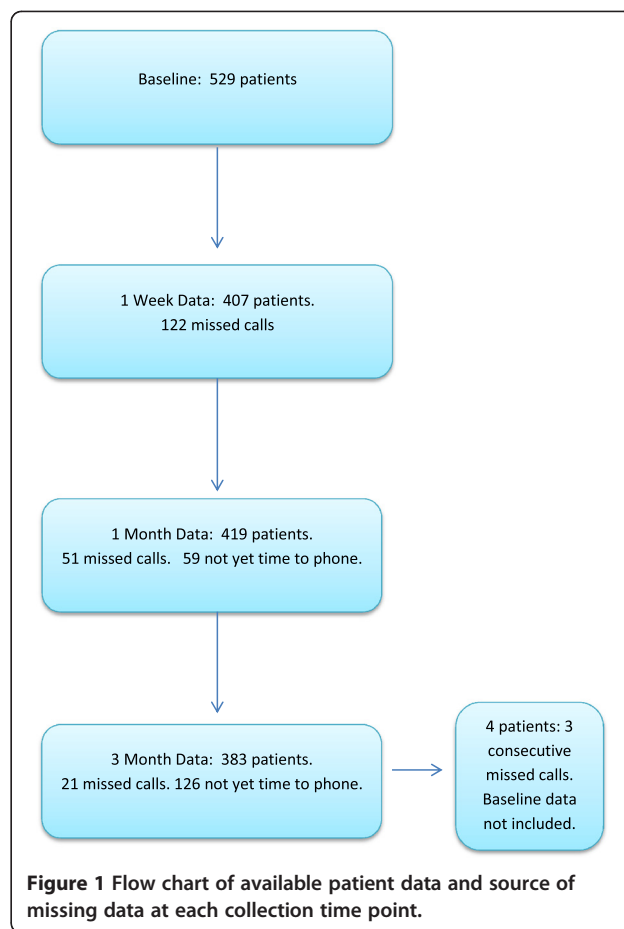 Baseline: 529 patients
1 Week Data: 407 patients.
122 missed calls
1 Month Data: 419 patients.
51 missed calls. 59 not yet time to phone.
3 Month Data: 383 patients.
21 missed calls. 126 not yet time to phone.
4 patients: 3
consecutive
missed calls.
Baseline data
not included.
Figure 1 Flow chart of available patient data and source of
missing data at each collection time point.